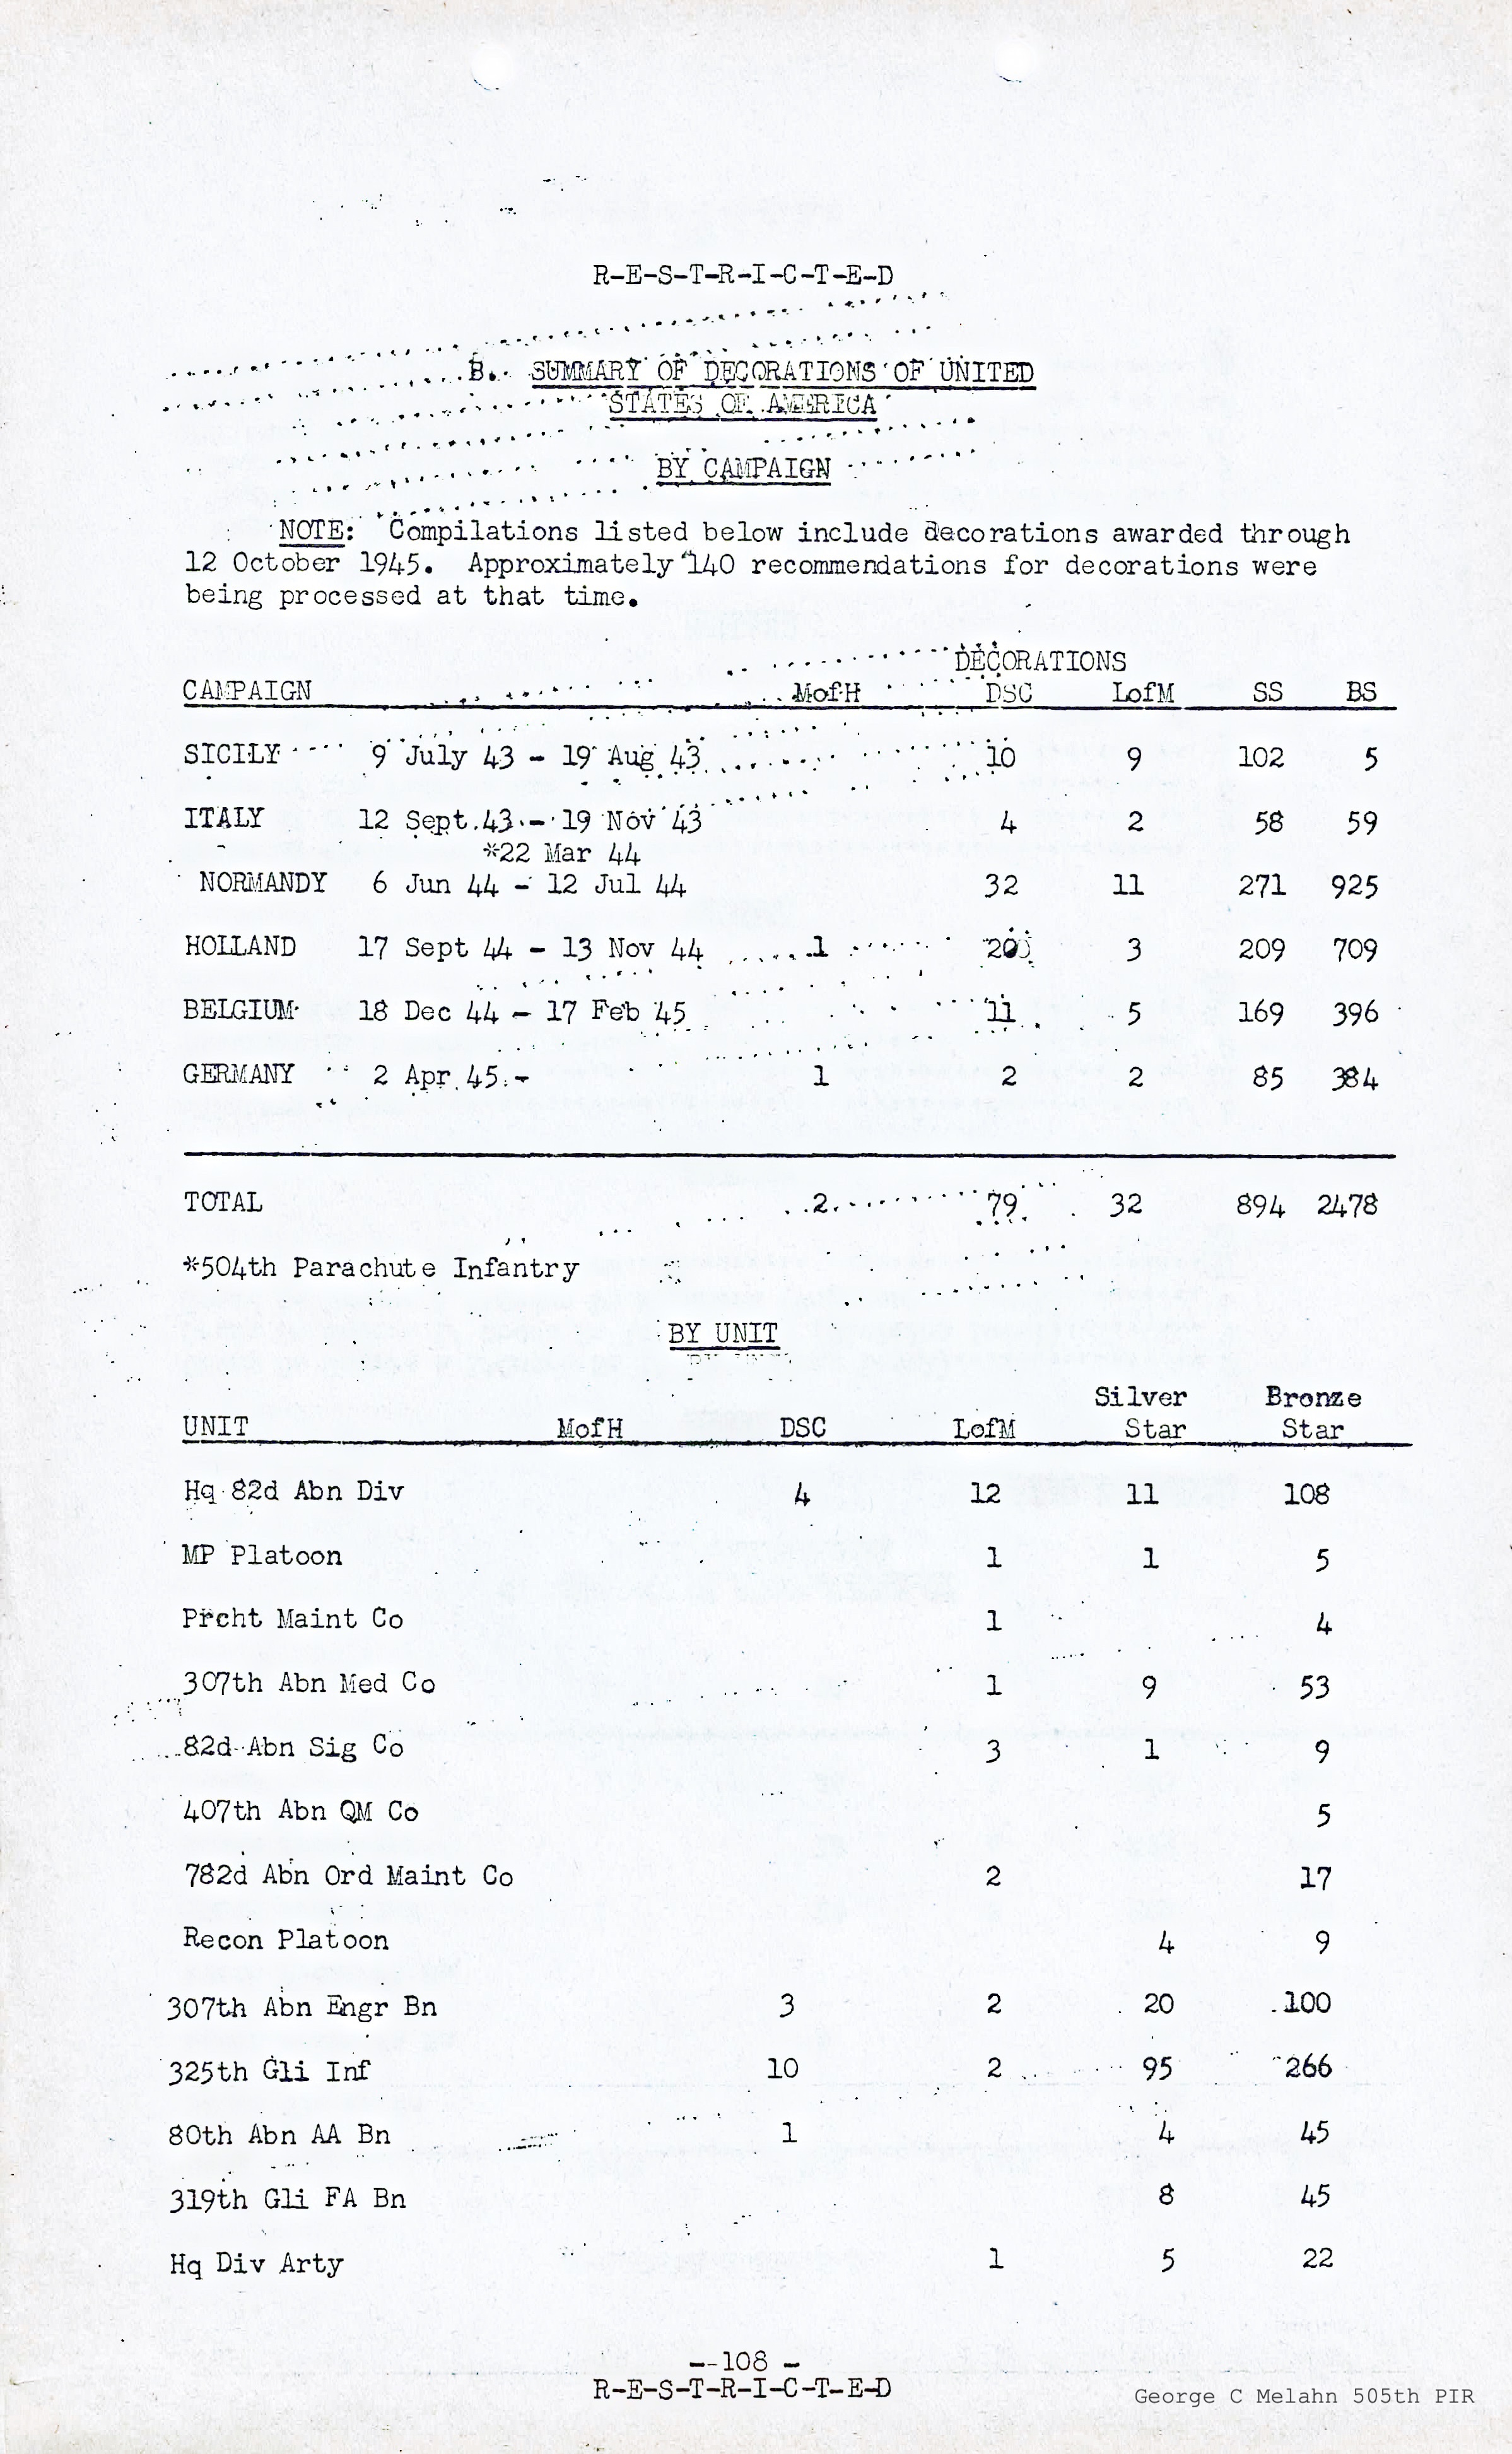 R-E-S-T-R-I-C-T-E-D
B. SUMMARY OF DECORATIONS OF UNITED
STATES OF AMERICA
BY CAMPAIGN
NOTE: Compilations listed below include decorations awarded through
12 October 1945. Approximately 140 recommendations for decorations were
being processed at that time.
DECORATIONS
CAMPAIGN MofH DSC LofM SS BS
SICILY 9 July 43 - 19 Aug 43 10 9 102 5
ITALY 12 Sept 43 - 19 Nov 43 4 2 58 59
*22 Mar 44
NORMANDY 6 Jun 44 - 12 Jul 44 32 11 271 925
HOLLAND 17 Sept 44 - 13 Nov 44 1 20 3 209 709
BELGIUM 18 Dec 44 - 17 Feb 45 11 5 169 396
GERMANY 2 Apr 45 - 1 2 2 85 384
TOTAL 2 79 32 894 2478
*504th Parachute Infantry
BY UNIT
Silver Bronze
UNIT MofH DSC LofM Star Star
Hq 82d Abn Div 4 12 11 108
MP Platoon 1 1 5
Prcht Maint Co 1 4
307th Abn Med Co 1 9 53
82d Abn Sig Co 3 1 9
407th Abn QM Co 5
782d Abn Ord Maint Co 2 17
Recon Platoon 4 9
307th Abn Engr Bn 3 2 20 100
325th Gli Inf 10 2 95 266
80th Abn AA Bn 1 4 45
319th Gli FA Bn 8 45
Hq Div Arty 1 5 22
--108 -
R-E-S-T-R-I-C-T-E-D
George C Melahn 505th PIR